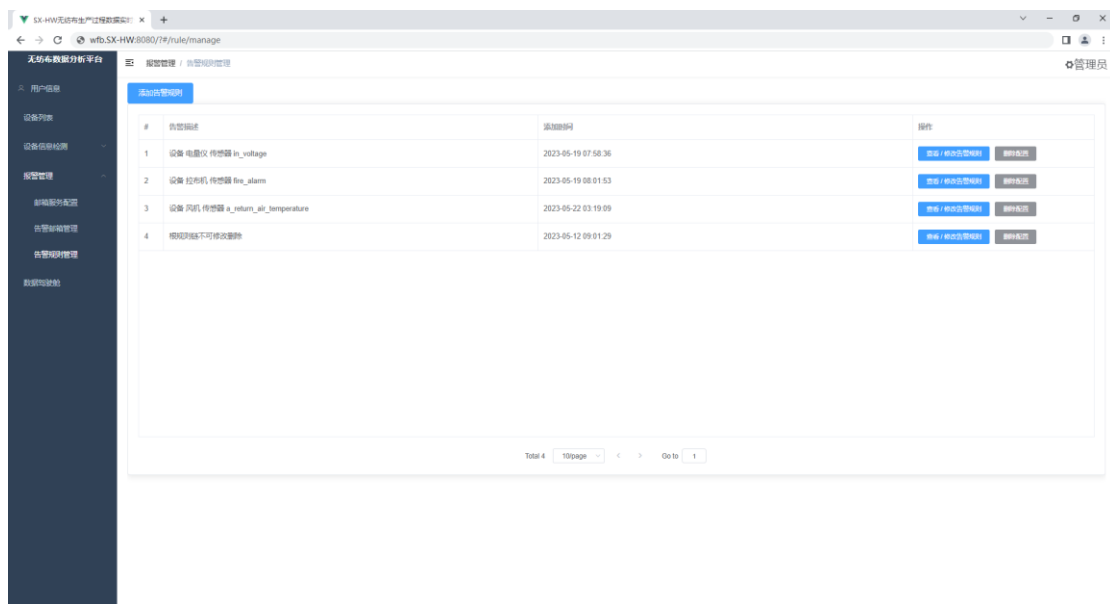 SX-HW无纺布生产过程数据实时
wfb.SX-HW:8080/?#/rule/manage
无纺布数据分析平台
报警管理 / 告警规则管理
管理员
用户信息
设备列表
设备信息检测
报警管理
邮箱服务配置
告警邮箱管理
告警规则管理
数据驾驶舱
添加告警规则
# 告警描述 添加时间 操作
1 设备 电量仪 传感器 in_voltage 2023-05-19 07:58:36 查看 / 修改告警规则 删除配置
2 设备 拉布机 传感器 fire_alarm 2023-05-19 08:01:53 查看 / 修改告警规则 删除配置
3 设备 风机 传感器 a_return_air_temperature 2023-05-22 03:19:09 查看 / 修改告警规则 删除配置
4 根规则链不可修改删除 2023-05-12 09:01:29 查看 / 修改告警规则 删除配置
Total 4 10/page Go to 1